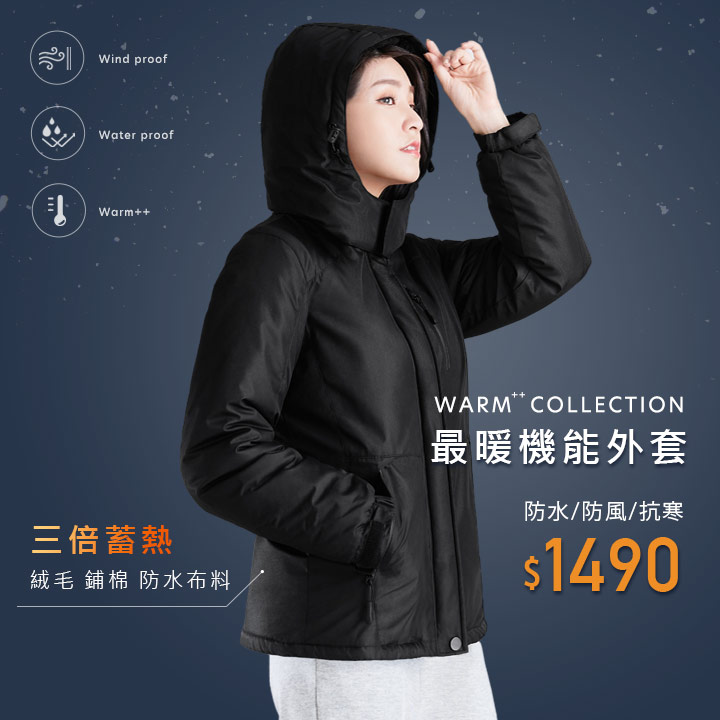 Wind proof
Water proof
Warm++
WARM++ COLLECTION
最暖機能外套
防水/防風/抗寒
$1490
三倍蓄熱
絨毛 鋪棉 防水布料